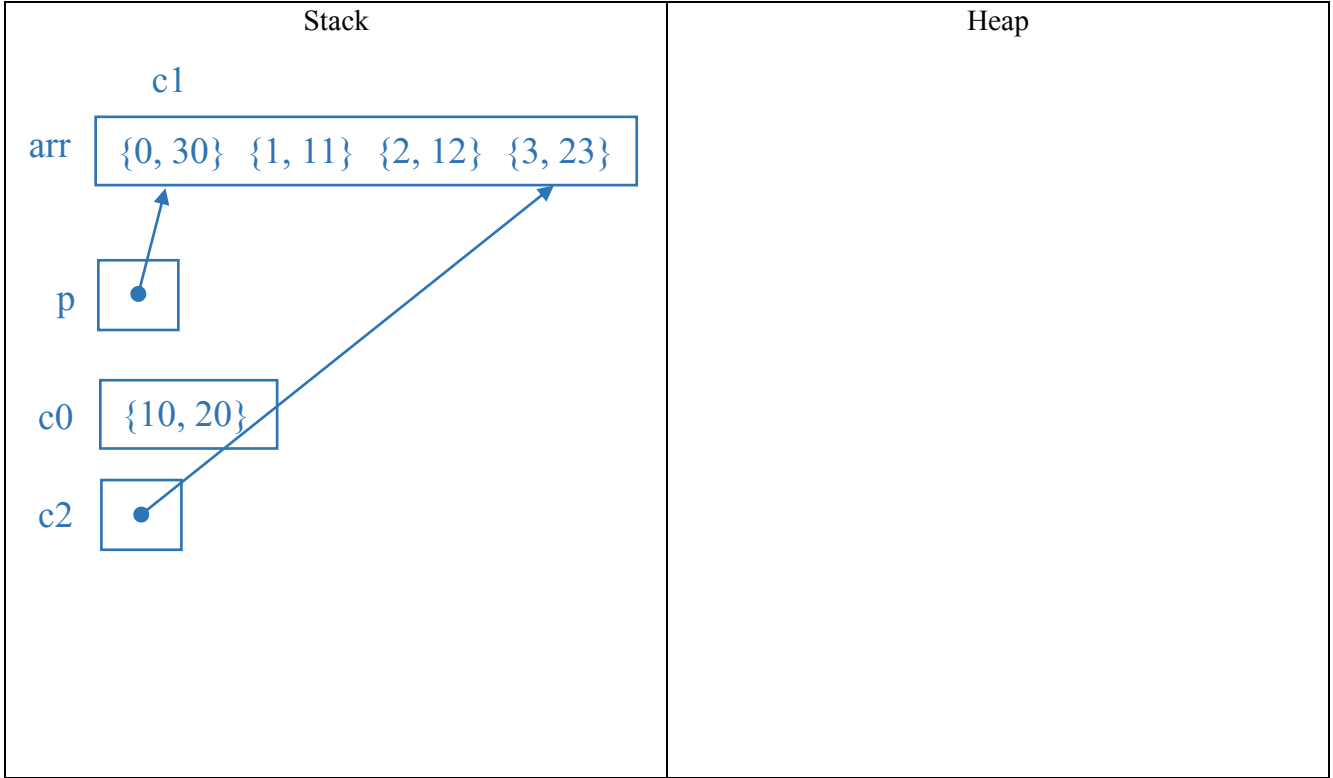 Stack
Heap
c1
arr
{0, 30} {1, 11} {2, 12} {3, 23}
p
c0
{10, 20}
c2